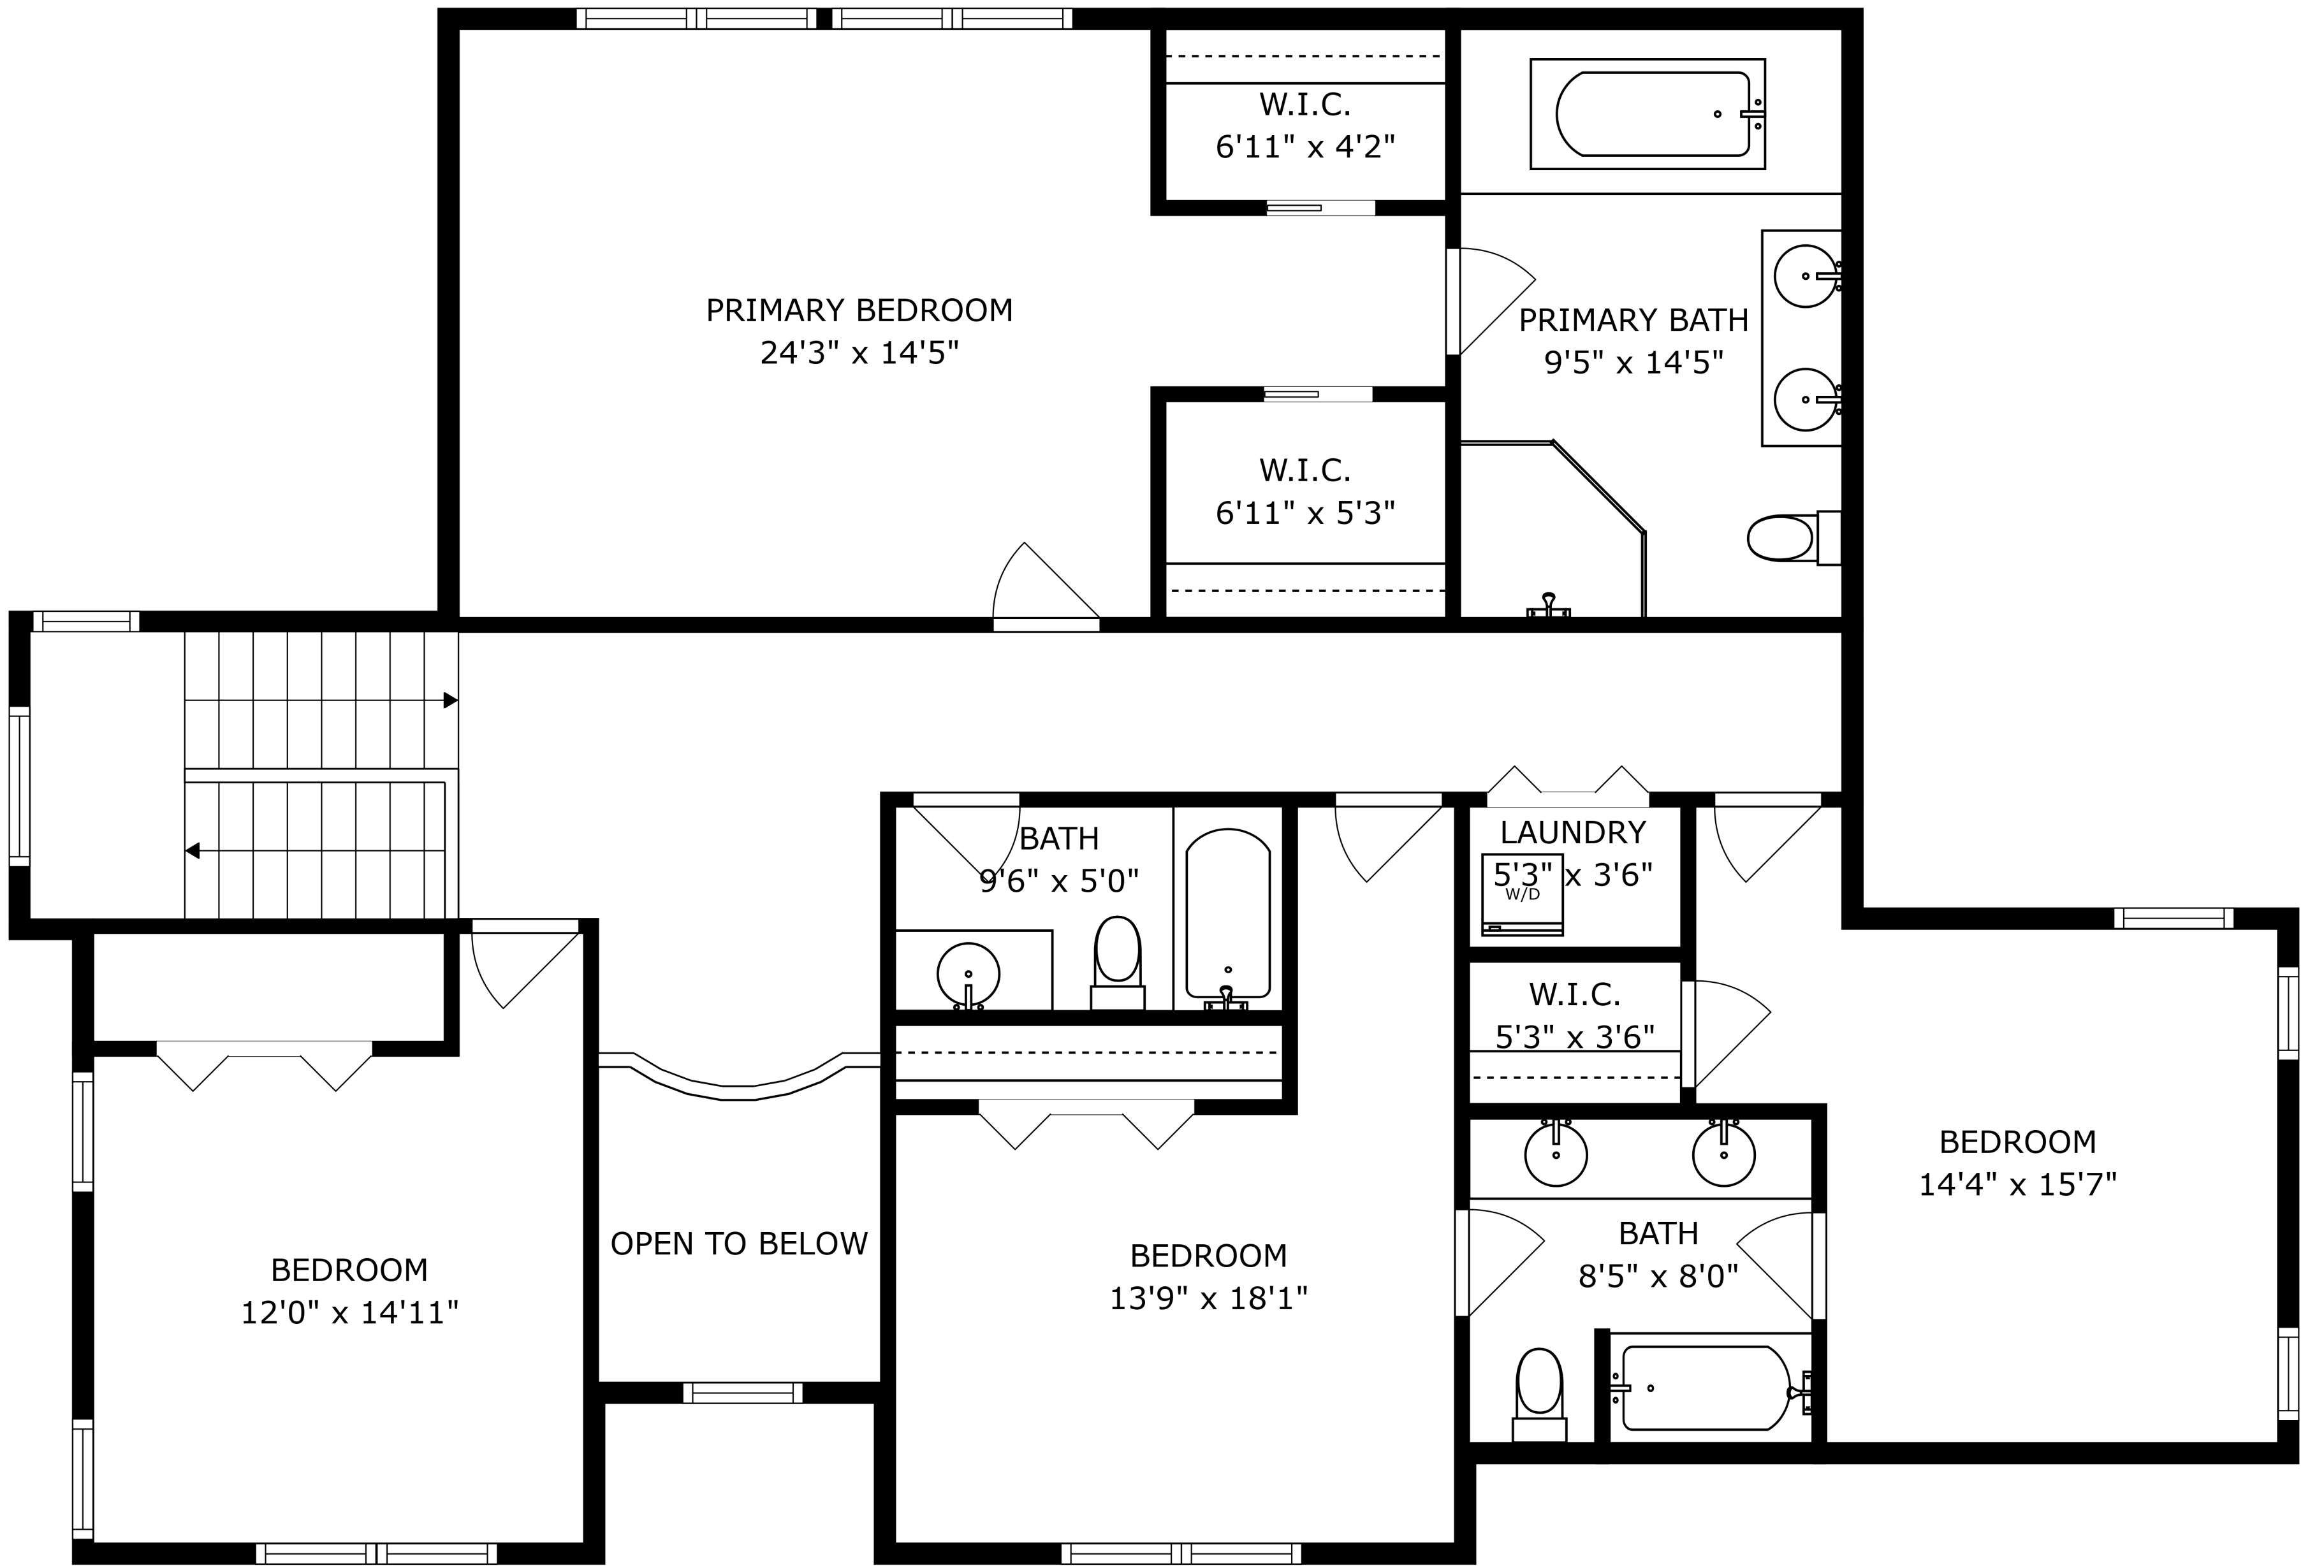 W.I.C.
6'11" x 4'2"
PRIMARY BEDROOM
24'3" x 14'5"
PRIMARY BATH
9'5" x 14'5"
W.I.C.
6'11" x 5'3"
BATH
9'6" x 5'0"
LAUNDRY
5'3" x 3'6"
W/D
W.I.C.
5'3" x 3'6"
BEDROOM
14'4" x 15'7"
OPEN TO BELOW
BATH
8'5" x 8'0"
BEDROOM
13'9" x 18'1"
BEDROOM
12'0" x 14'11"